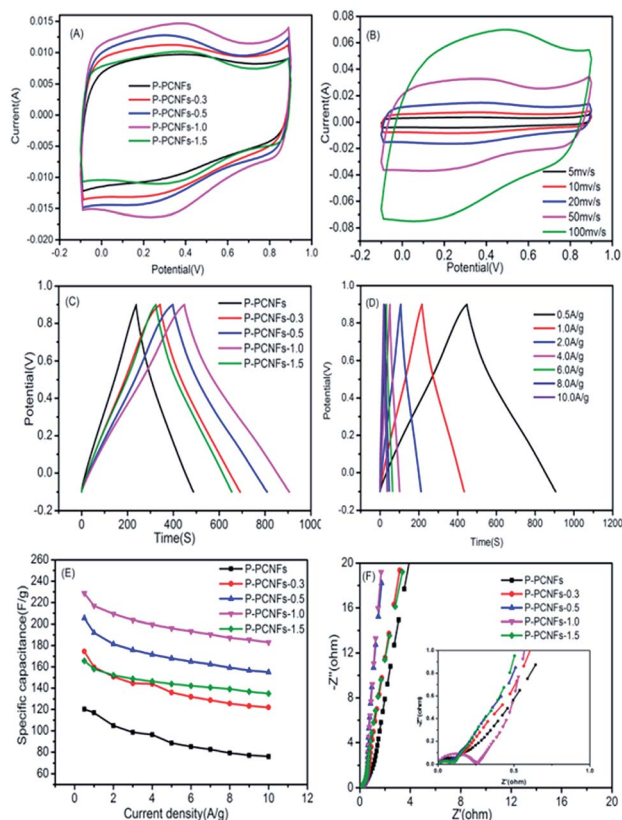 (A)
P-PCNFs
P-PCNFs-0.3
P-PCNFs-0.5
P-PCNFs-1.0
P-PCNFs-1.5
Current(A)
0.015
0.010
0.005
0.000
-0.005
-0.010
-0.015
-0.020
-0.2 0.0 0.2 0.4 0.6 0.8 1.0
Potential(V)
(B)
5mv/s
10mv/s
20mv/s
50mv/s
100mv/s
Current(A)
0.08
0.06
0.04
0.02
0.00
-0.02
-0.04
-0.06
-0.08
-0.2 0.0 0.2 0.4 0.6 0.8 1.0
Potential(V)
(C)
P-PCNFs
P-PCNFs-0.3
P-PCNFs-0.5
P-PCNFs-1.0
P-PCNFs-1.5
Potential(V)
1.0
0.8
0.6
0.4
0.2
0.0
-0.2
0 200 400 600 800 1000
Time(S)
(D)
0.5A/g
1.0A/g
2.0A/g
4.0A/g
6.0A/g
8.0A/g
10.0A/g
Potential(V)
1.0
0.8
0.6
0.4
0.2
0.0
-0.2
0 200 400 600 800 1000 1200
Time(S)
(E)
P-PCNFs
P-PCNFs-0.3
P-PCNFs-0.5
P-PCNFs-1.0
P-PCNFs-1.5
Specific capacitance(F/g)
260
240
220
200
180
160
140
120
100
80
60
0 2 4 6 8 10 12
Current density(A/g)
(F)
P-PCNFs
P-PCNFs-0.3
P-PCNFs-0.5
P-PCNFs-1.0
P-PCNFs-1.5
-Z''(ohm)
20
16
12
8
4
0
0 4 8 12 16 20
Z'(ohm)
-Z''(ohm)
1.0
0.8
0.6
0.4
0.2
0.0
0.0 0.5 1.0
Z'(ohm)